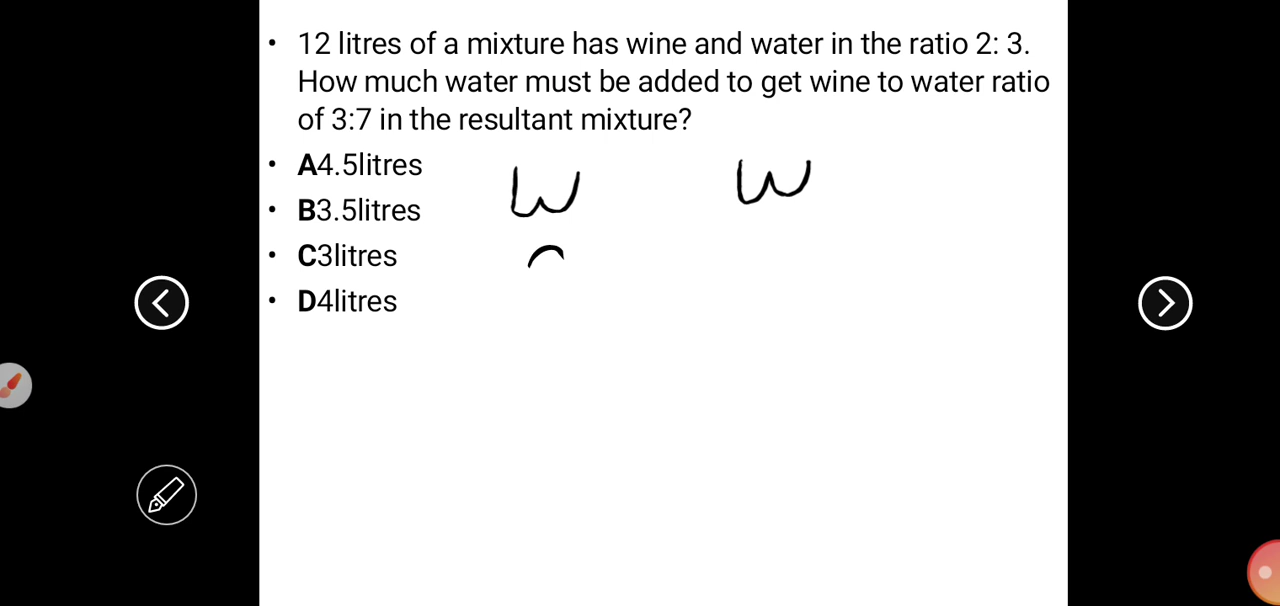 • 12 litres of a mixture has wine and water in the ratio 2: 3.
How much water must be added to get wine to water ratio
of 3:7 in the resultant mixture?
• A4.5litres
• B3.5litres
• C3litres
• D4litres
W W